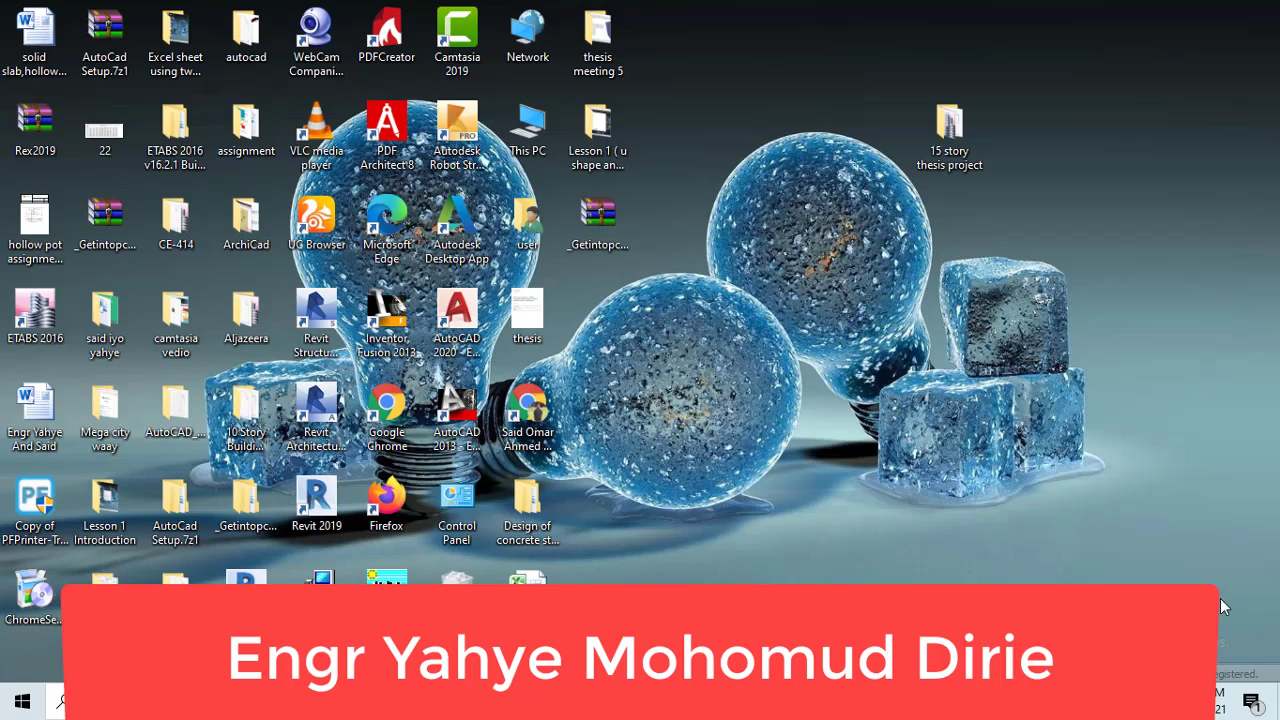 solid
slab,hollow...
AutoCad
Setup.7z1
Excel sheet
using tw...
autocad
WebCam
Compani...
PDFCreator
Camtasia
2019
Network
thesis
meeting 5
Rex2019
22
ETABS 2016
v16.2.1 Bui...
assignment
VLC media
player
PDF
Architect 8
PRO
Autodesk
Robot Str...
This PC
Lesson 1 ( u
shape an...
15 story
thesis project
hollow pot
assignme...
_Getintopc...
CE-414
ArchiCad
UC Browser
Microsoft
Edge
Autodesk
Desktop App
user
_Getintopc...
ETABS 2016
said iyo
yahye
camtasia
vedio
Aljazeera
Revit
Structu...
Inventor
Fusion 2013
AutoCAD
2020 - E...
thesis
Engr Yahye
And Said
Mega city
waay
AutoCAD_...
10 Story
Buildi...
Revit
Architectu...
Google
Chrome
AutoCAD
2013 - E...
Said Omar
Ahmed ...
Copy of
PFPrinter-Tr...
Lesson 1
Introduction
AutoCad
Setup.7z1
_Getintopc...
Revit 2019
Firefox
Control
Panel
Design of
concrete st...
ChromeSe...
Engr Yahye Mohomud Dirie
egistered.
M
21
1